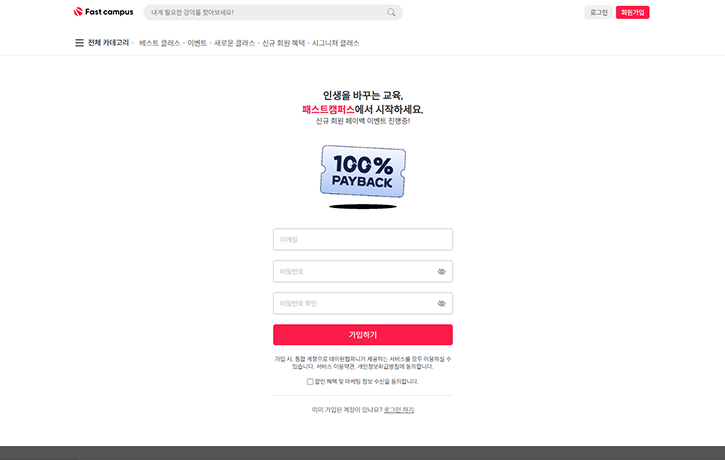 Fast campus
내게 필요한 강의를 찾아보세요!
로그인
회원가입
전체 카테고리 · 베스트 클래스 · 이벤트 · 새로운 클래스 · 신규 회원 혜택 · 시그니처 클래스
인생을 바꾸는 교육,
패스트캠퍼스에서 시작하세요.
신규 회원 페이백 이벤트 진행중!
100%
PAYBACK
이메일
비밀번호
비밀번호 확인
가입하기
가입 시, 통합 계정으로 데이원컴퍼니가 제공하는 서비스를 모두 이용하실 수
있습니다. 서비스 이용약관, 개인정보취급방침에 동의합니다.
할인 혜택 및 마케팅 정보 수신을 동의합니다.
이미 가입된 계정이 있나요? 로그인 하기